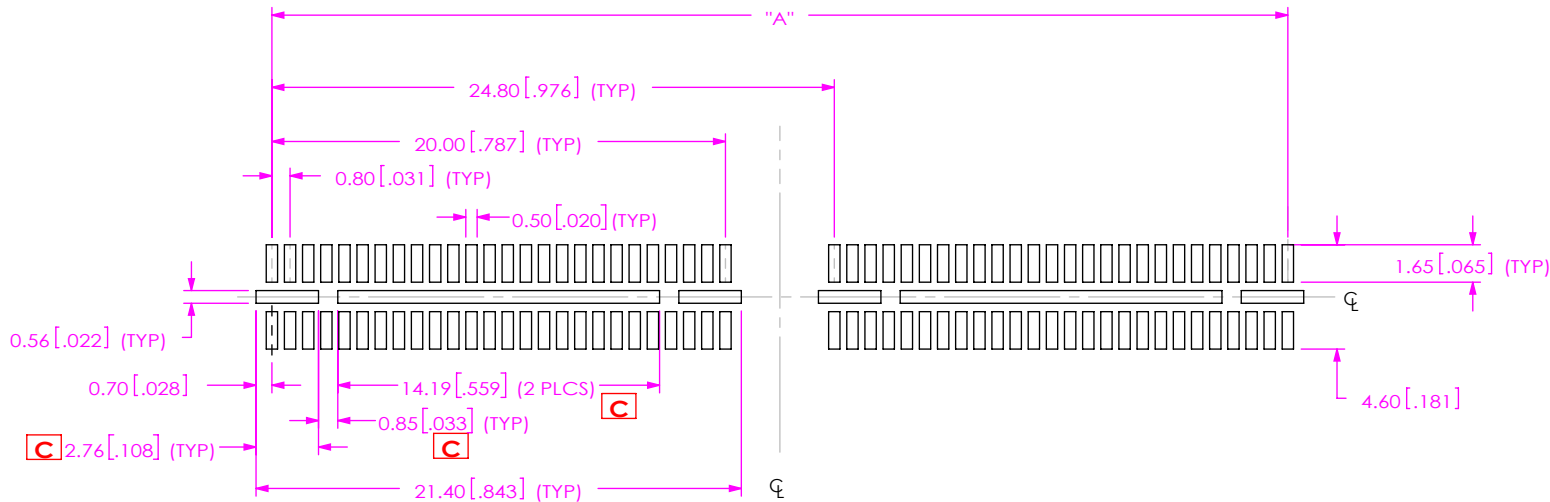 "A"
24.80[.976] (TYP)
20.00[.787] (TYP)
0.80[.031] (TYP)
0.50[.020](TYP)
1.65[.065] (TYP)
℄
0.56[.022] (TYP)
0.70[.028]
14.19[.559] (2 PLCS)
C
4.60[.181]
0.85[.033] (TYP)
C
C 2.76[.108] (TYP)
21.40[.843] (TYP)
℄